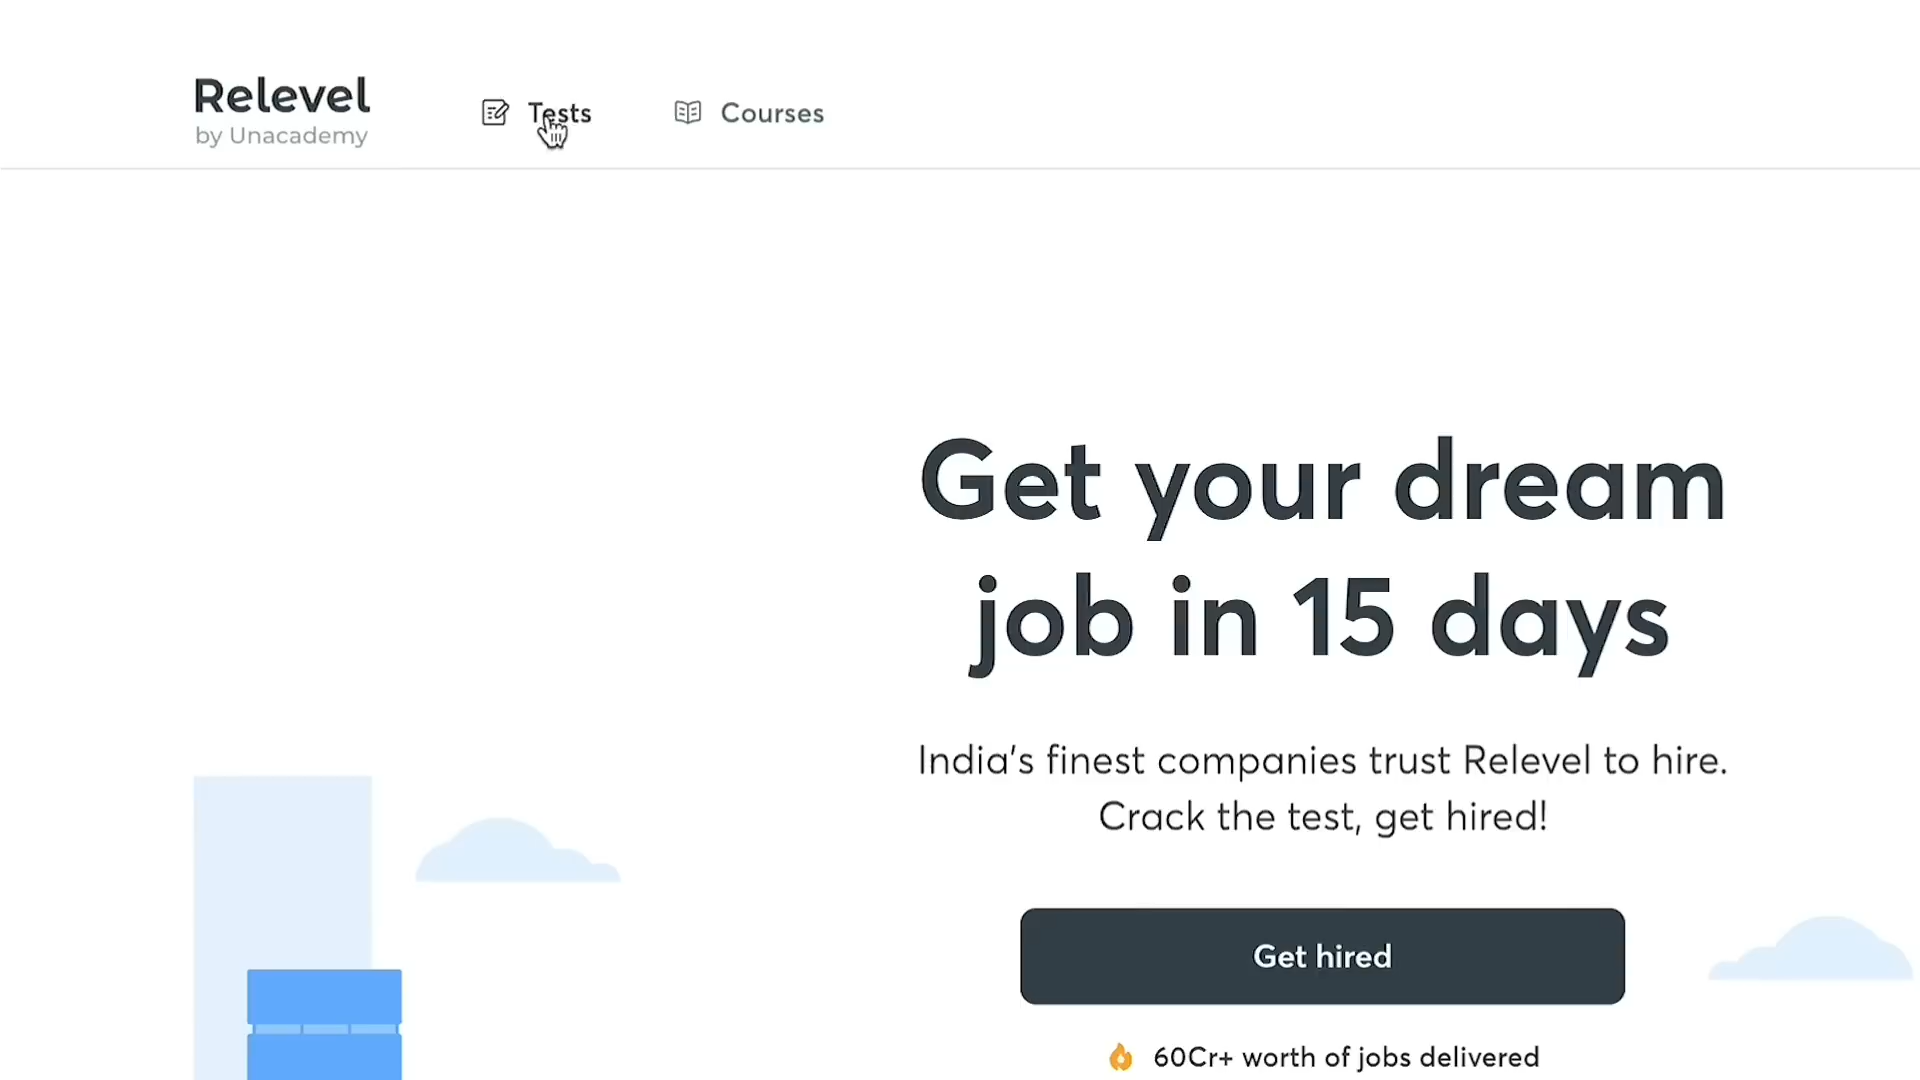 Relevel
by Unacademy
Tests
Courses
Get your dream
job in 15 days
India's finest companies trust Relevel to hire.
Crack the test, get hired!
Get hired
60Cr+ worth of jobs delivered